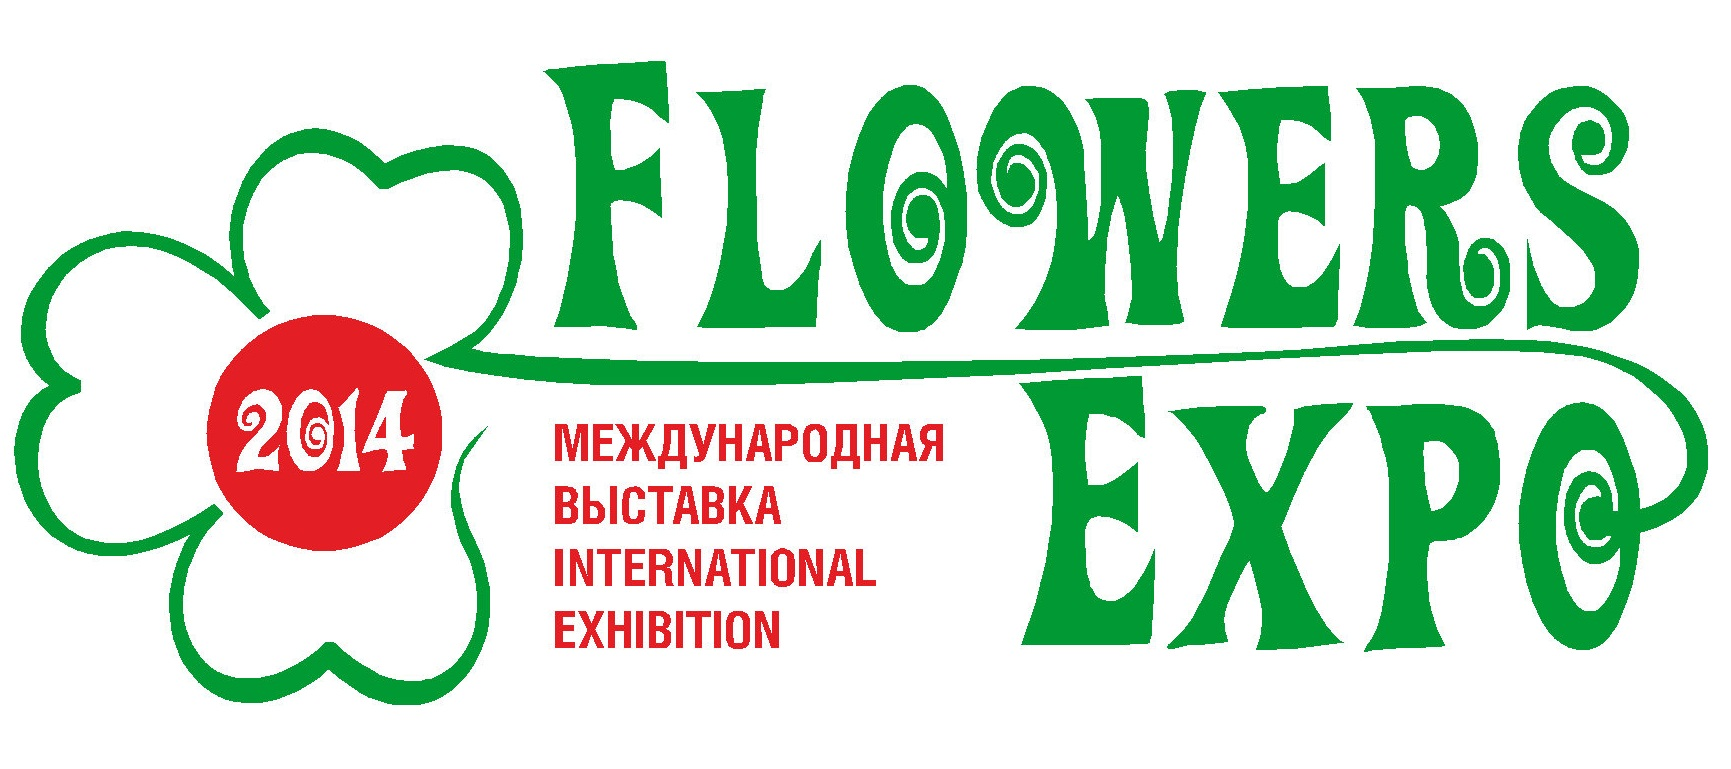 FLOWERS
EXPO
2014
МЕЖДУНАРОДНАЯ
ВЫСТАВКА
INTERNATIONAL
EXHIBITION